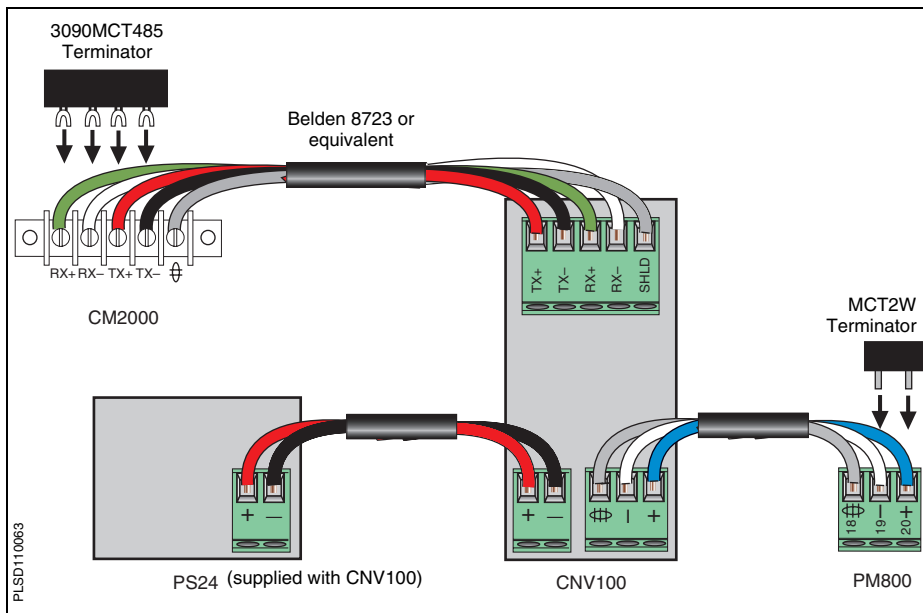 3090MCT485
Terminator
Belden 8723 or
equivalent
RX+ RX– TX+ TX–
CM2000
TX+
TX–
RX+
RX–
SHLD
MCT2W
Terminator
+ –
+ –
– +
18
19–
20+
PS24 (supplied with CNV100)
CNV100
PM800
PLSD110063